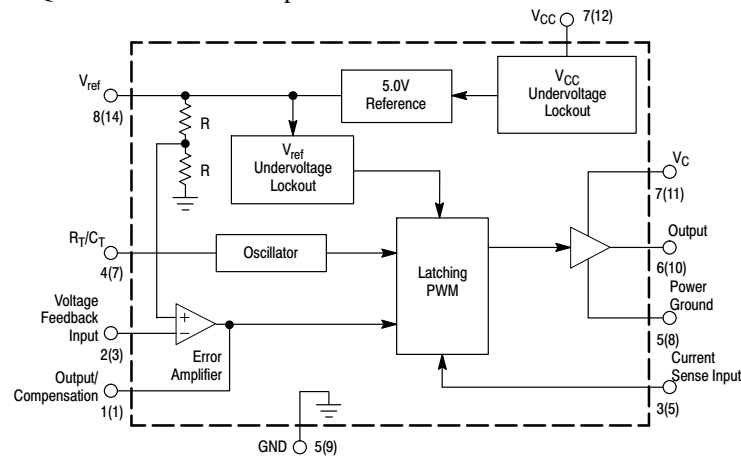 VCC 7(12)
Vref
8(14)
5.0V
Reference
VCC
Undervoltage
Lockout
R
R
Vref
Undervoltage
Lockout
VC
7(11)
RT/CT
4(7)
Oscillator
Latching
PWM
Output
6(10)
Voltage
Feedback
Input
2(3)
+
−
Error
Amplifier
Power
Ground
5(8)
Output/
Compensation
1(1)
Current
Sense Input
3(5)
GND 5(9)